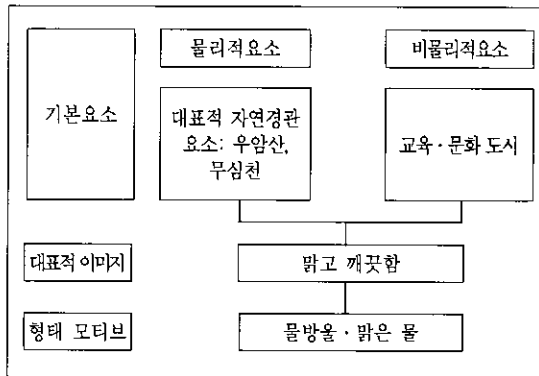 물리적요소
비물리적요소
기본요소
대표적 자연경관
요소: 우암산,
무심천
교육·문화 도시
대표적 이미지
맑고 깨끗함
형태 모티브
물방울·맑은 물